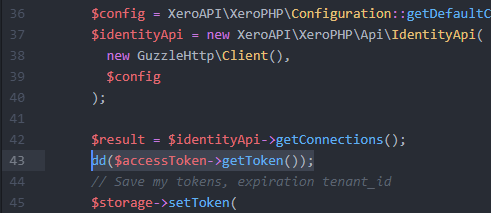 36 $config = XeroAPI\XeroPHP\Configuration::getDefaultC
37 $identityApi = new XeroAPI\XeroPHP\Api\IdentityApi(
38 new GuzzleHttp\Client(),
39 $config
40 );
41
42 $result = $identityApi->getConnections();
43 dd($accessToken->getToken());
44 // Save my tokens, expiration tenant_id
45 $storage->setToken(